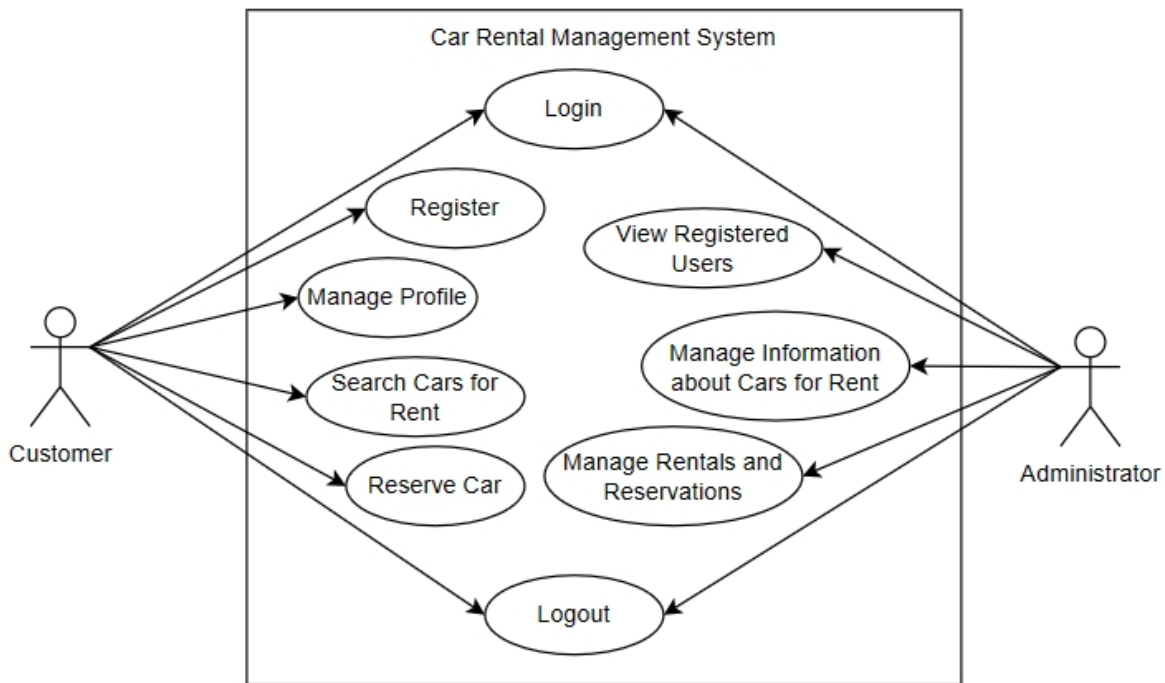 Car Rental Management System
Login
Register
View Registered
Users
Manage Profile
Manage Information
about Cars for Rent
Search Cars for
Rent
Customer
Manage Rentals and
Reservations
Administrator
Reserve Car
Logout